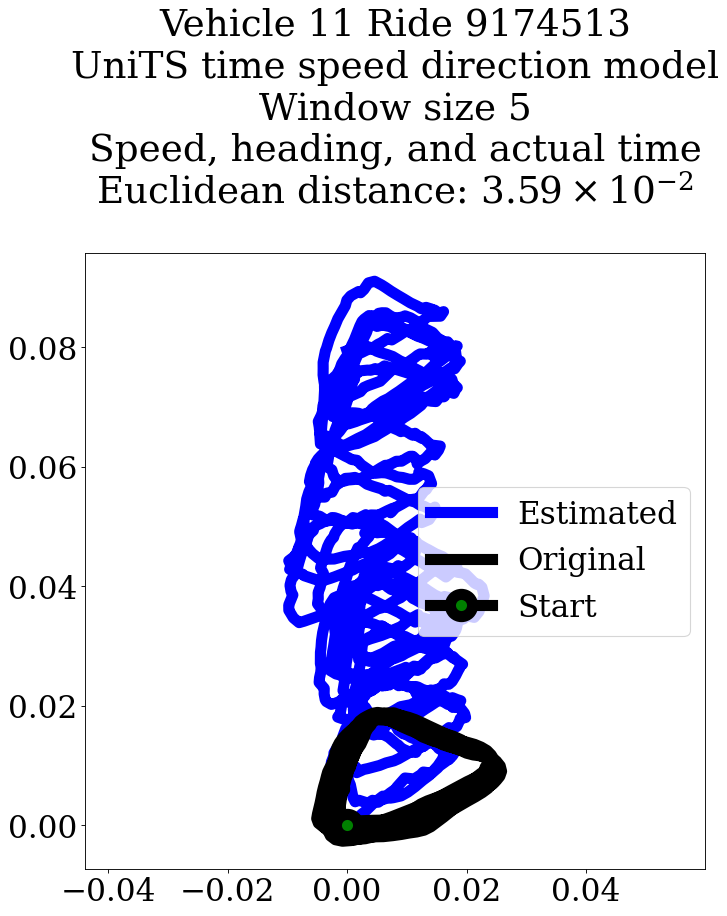 Vehicle 11 Ride 9174513
UniTS time speed direction model
Window size 5
Speed, heading, and actual time
Euclidean distance: 3.59 × 10⁻²
0.08
0.06
0.04
0.02
0.00
Estimated
Original
Start
−0.04 −0.02 0.00 0.02 0.04